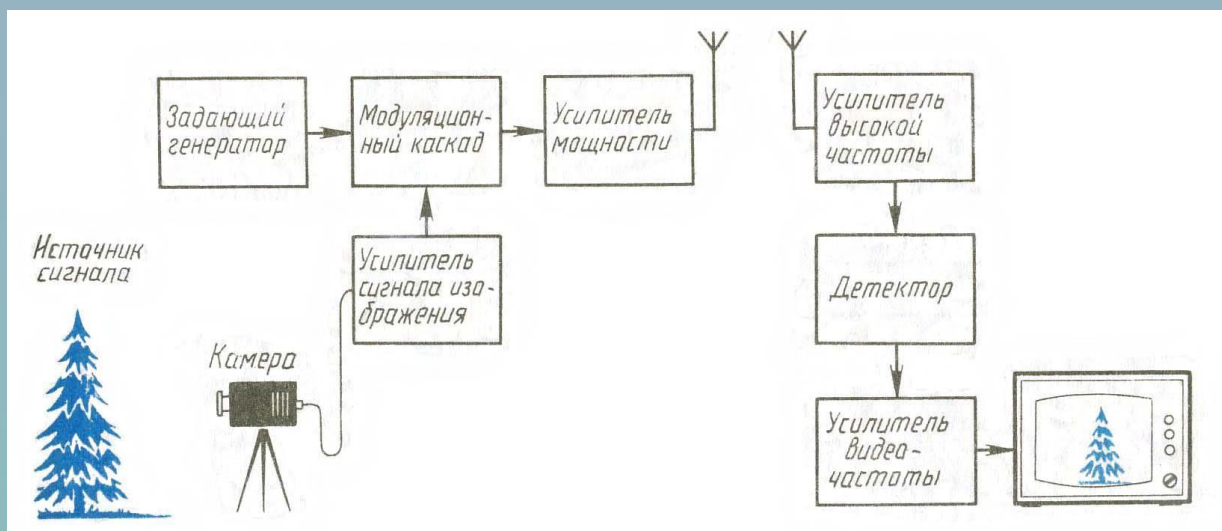 Задающий
генератор
Модуляцион-
ный каскад
Усилитель
мощности
Усилитель
высокой
частоты
Источник
сигнала
Усилитель
сигнала изо-
бражения
Детектор
Камера
Усилитель
видео-
частоты